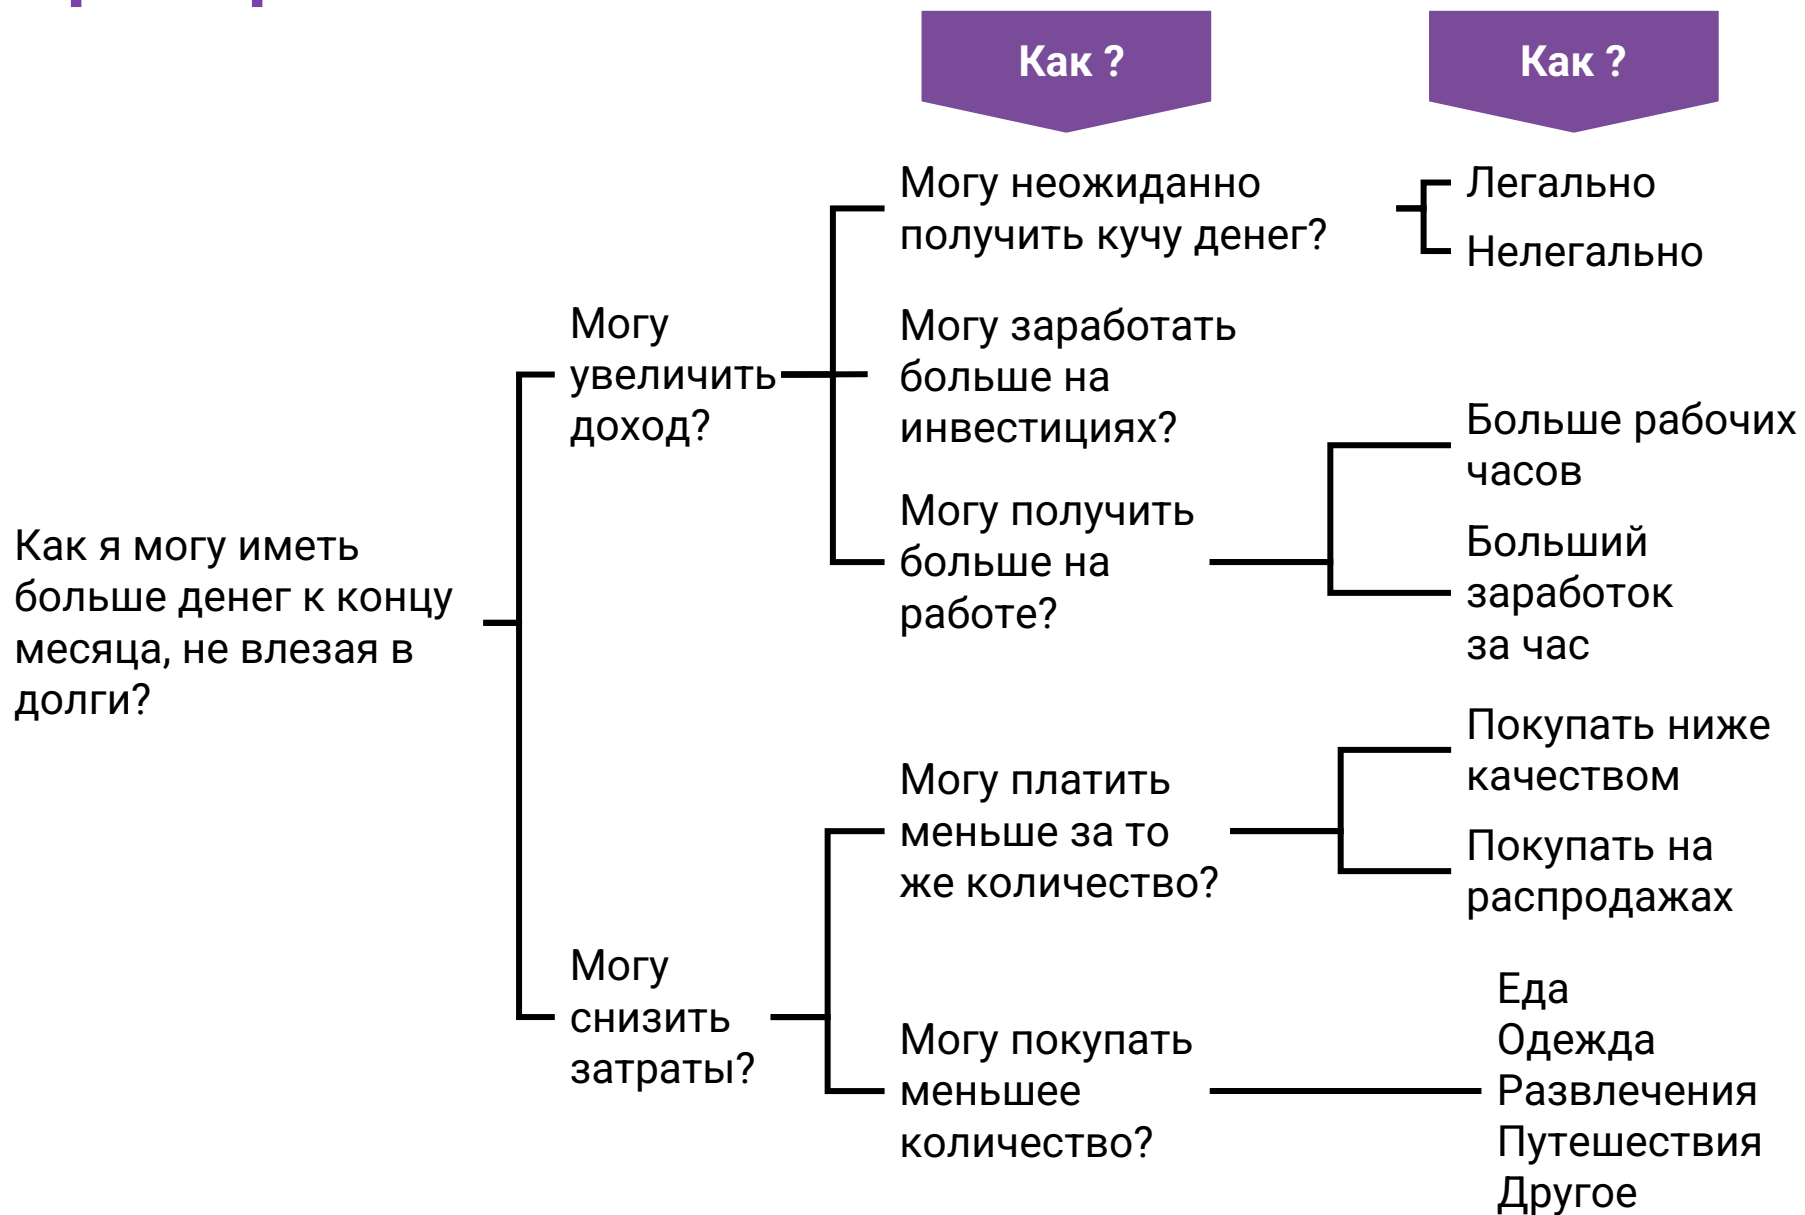 Как ?
Как ?
Могу неожиданно
получить кучу денег?
Легально
Нелегально
Могу
увеличить
доход?
Могу заработать
больше на
инвестициях?
Могу получить
больше на
работе?
Больше рабочих
часов
Больший
заработок
за час
Как я могу иметь
больше денег к концу
месяца, не влезая в
долги?
Могу
снизить
затраты?
Могу платить
меньше за то
же количество?
Покупать ниже
качеством
Покупать на
распродажах
Могу покупать
меньшее
количество?
Еда
Одежда
Развлечения
Путешествия
Другое